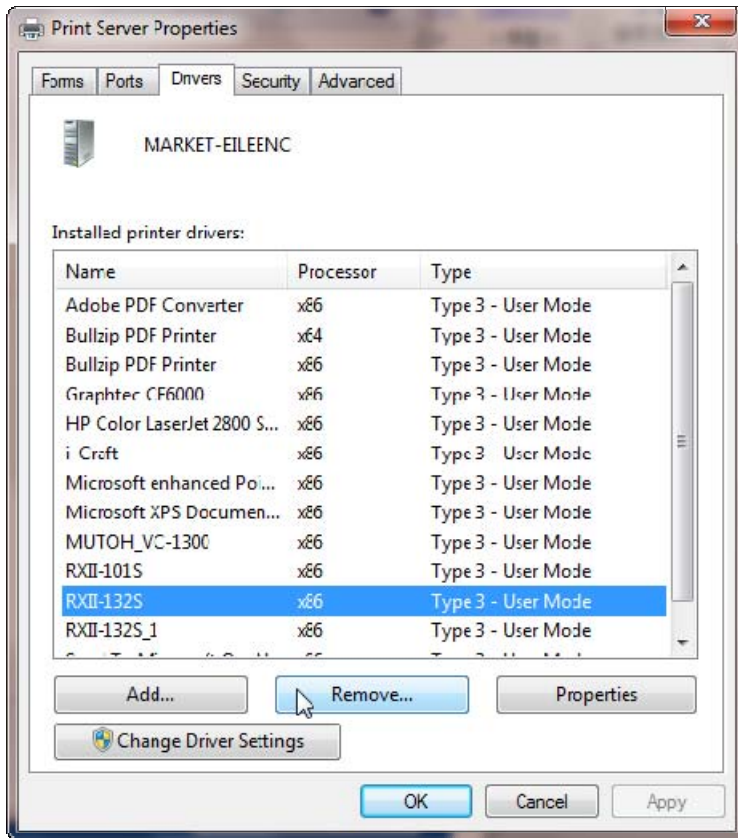 Print Server Properties
Forms Ports Drivers Security Advanced
MARKET-EILEENC
Installed printer drivers:
Name Processor Type
Adobe PDF Converter x86 Type 3 - User Mode
Bullzip PDF Printer x64 Type 3 - User Mode
Bullzip PDF Printer x86 Type 3 - User Mode
Graphtec CE6000 x86 Type 3 - User Mode
HP Color LaserJet 2800 S... x86 Type 3 - User Mode
i-Craft x86 Type 3 - User Mode
Microsoft enhanced Poi... x86 Type 3 - User Mode
Microsoft XPS Documen... x86 Type 3 - User Mode
MUTOH_VC-1300 x86 Type 3 - User Mode
RXII-101S x86 Type 3 - User Mode
RXII-132S x86 Type 3 - User Mode
RXII-132S_1 x86 Type 3 - User Mode
Add... Remove... Properties
Change Driver Settings
OK Cancel Apply